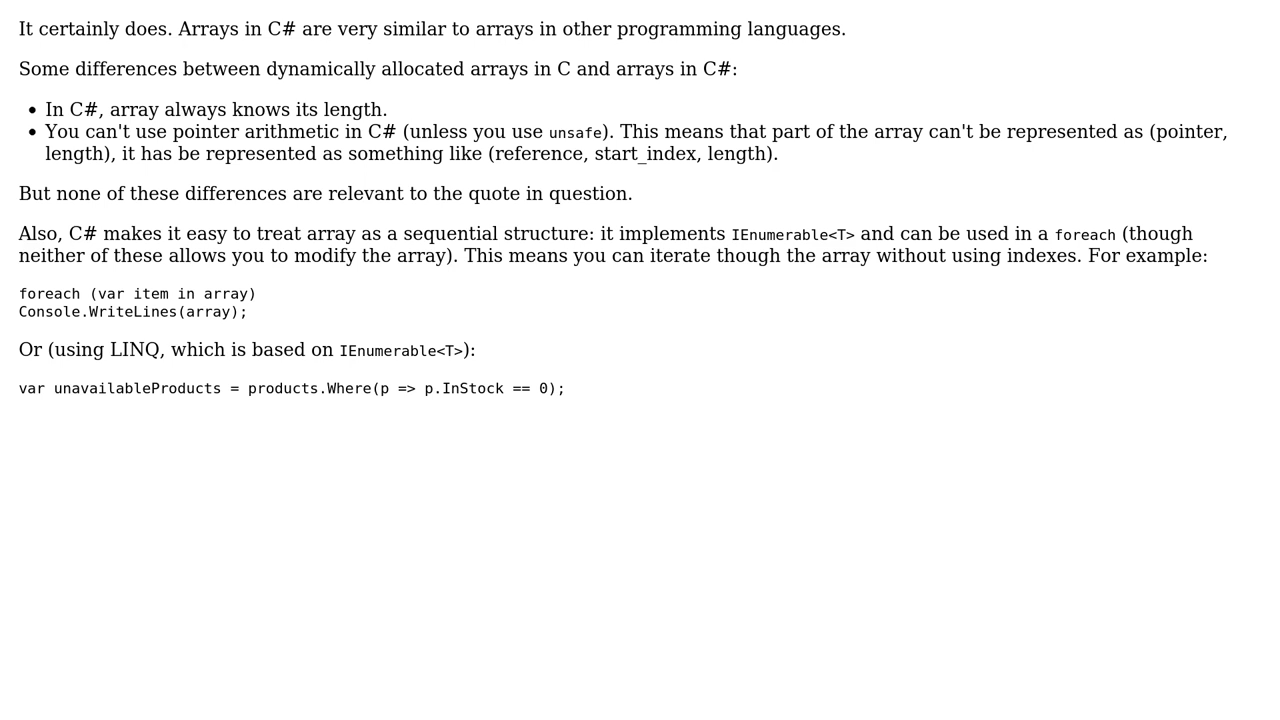 It certainly does. Arrays in C# are very similar to arrays in other programming languages.
Some differences between dynamically allocated arrays in C and arrays in C#:
• In C#, array always knows its length.
• You can't use pointer arithmetic in C# (unless you use unsafe). This means that part of the array can't be represented as (pointer,
length), it has be represented as something like (reference, start_index, length).
But none of these differences are relevant to the quote in question.
Also, C# makes it easy to treat array as a sequential structure: it implements IEnumerable<T> and can be used in a foreach (though
neither of these allows you to modify the array). This means you can iterate though the array without using indexes. For example:
foreach (var item in array)
Console.WriteLines(array);
Or (using LINQ, which is based on IEnumerable<T>):
var unavailableProducts = products.Where(p => p.InStock == 0);